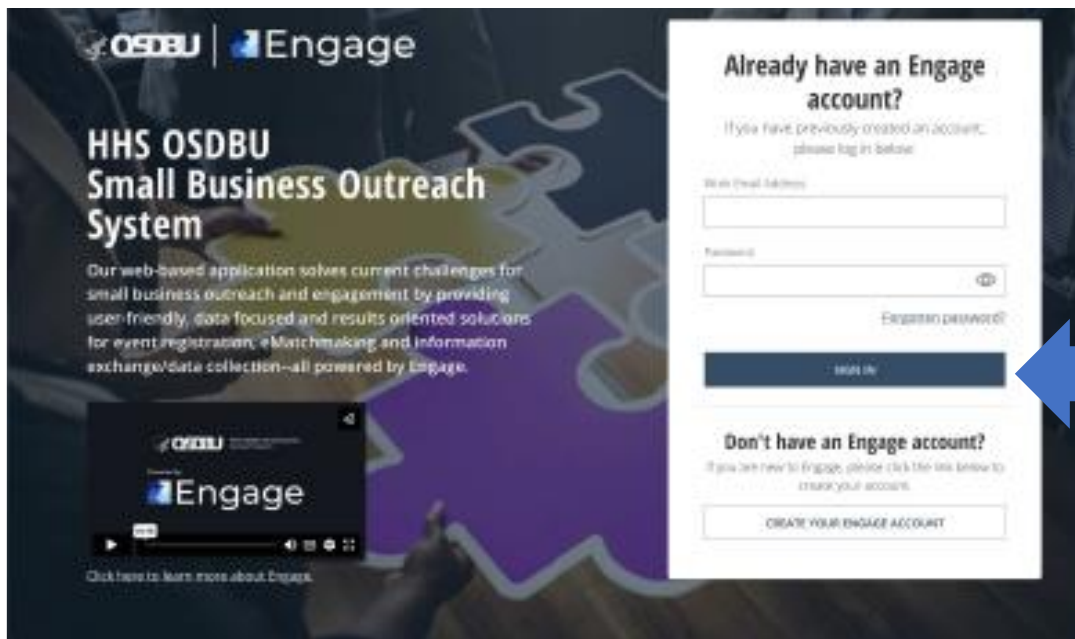 OSDBU | Engage
HHS OSDBU
Small Business Outreach
System
Our web-based application solves current challenges for
small business outreach and engagement by providing
user-friendly, data focused and results oriented solutions
for event registration, eMatchmaking and information
exchange/data collection--all powered by Engage.
OSDBU
Engage
Click here to learn more about Engage.
Already have an Engage
account?
If you have previously created an account,
please log in below:
Work Email Address
Password
Forgotten password?
SIGN IN
Don't have an Engage account?
If you are new to Engage, please click the link below to
create your account.
CREATE YOUR ENGAGE ACCOUNT